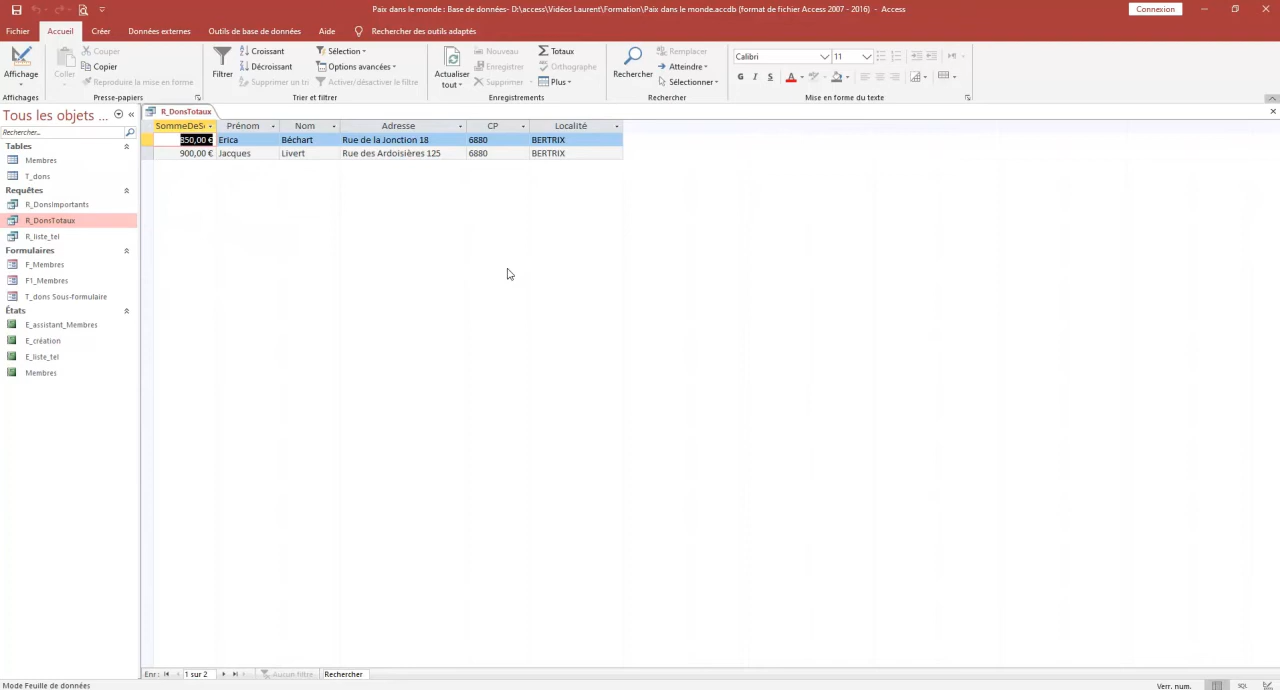 Paix dans le monde : Base de données- D:\access\Vidéos Laurent\Formation\Paix dans le monde.accdb (format de fichier Access 2007 - 2016) - Access
Connexion
Fichier Accueil Créer Données externes Outils de base de données Aide Rechercher des outils adaptés
Affichage
Affichages
Coller
Couper
Copier
Reproduire la mise en forme
Presse-papiers
Filtrer
Croissant
Décroissant
Supprimer un tri
Sélection
Options avancées
Activer/désactiver le filtre
Trier et filtrer
Actualiser
tout
Nouveau
Enregistrer
Supprimer
Totaux
Orthographe
Plus
Enregistrements
Rechercher
Remplacer
Atteindre
Sélectionner
Rechercher
Calibri 11
G I S
A
Mise en forme du texte
Tous les objets ...
Rechercher...
Tables
Membres
T_dons
Requêtes
R_DonsImportants
R_DonsTotaux
R_liste_tel
Formulaires
F_Membres
F1_Membres
T_dons Sous-formulaire
États
E_assistant_Membres
E_création
E_liste_tel
Membres
R_DonsTotaux
SommeDeS Prénom Nom Adresse CP Localité
850,00 € Erica Béchart Rue de la Jonction 18 6880 BERTRIX
900,00 € Jacques Livert Rue des Ardoisières 125 6880 BERTRIX
Enr : 1 sur 2 Aucun filtre Rechercher
Mode Feuille de données
Verr. num. SQL